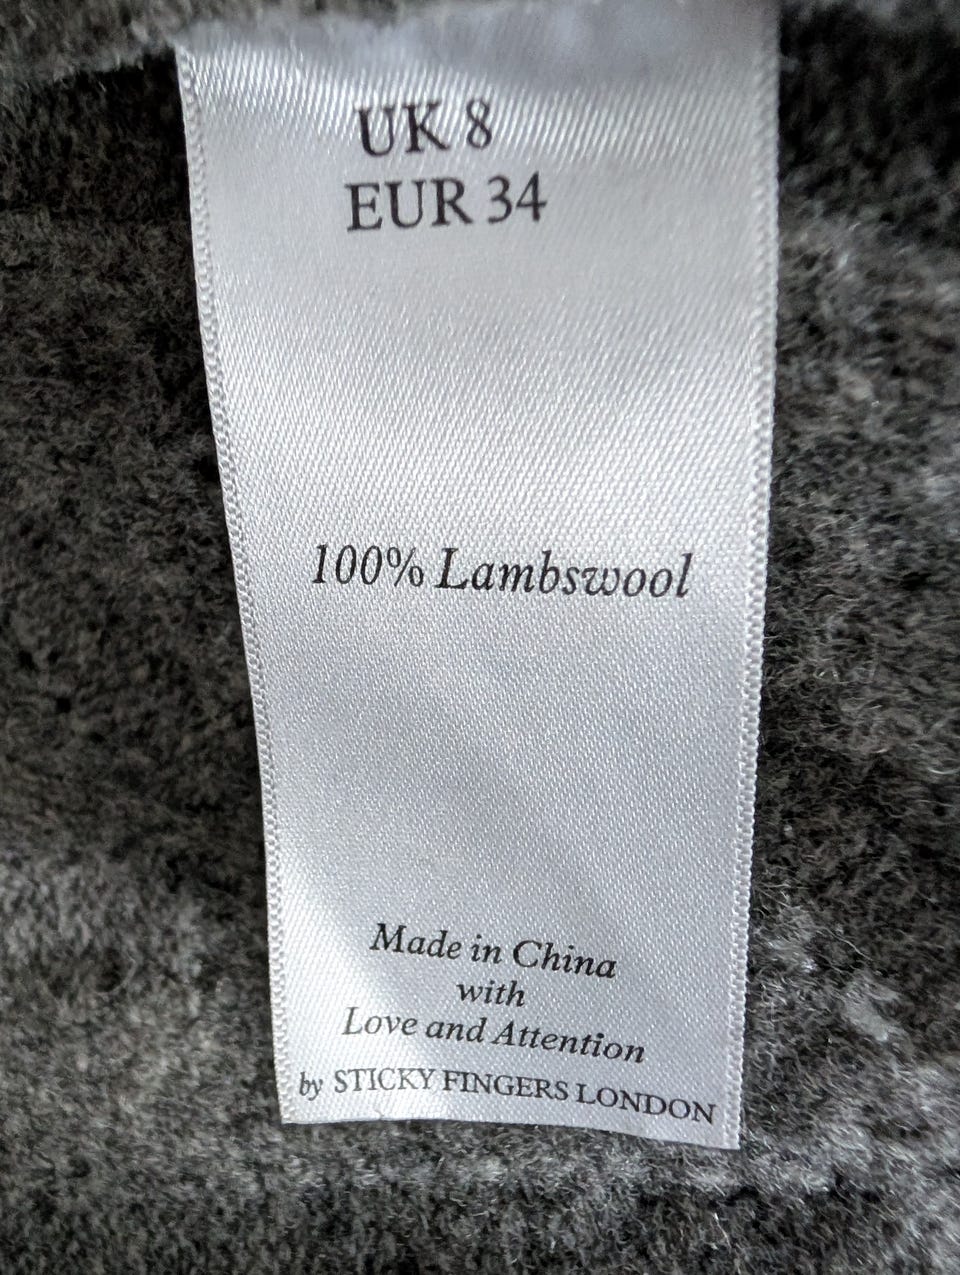 UK 8
EUR 34
100% Lambswool
Made in China
with
Love and Attention
by STICKY FINGERS LONDON